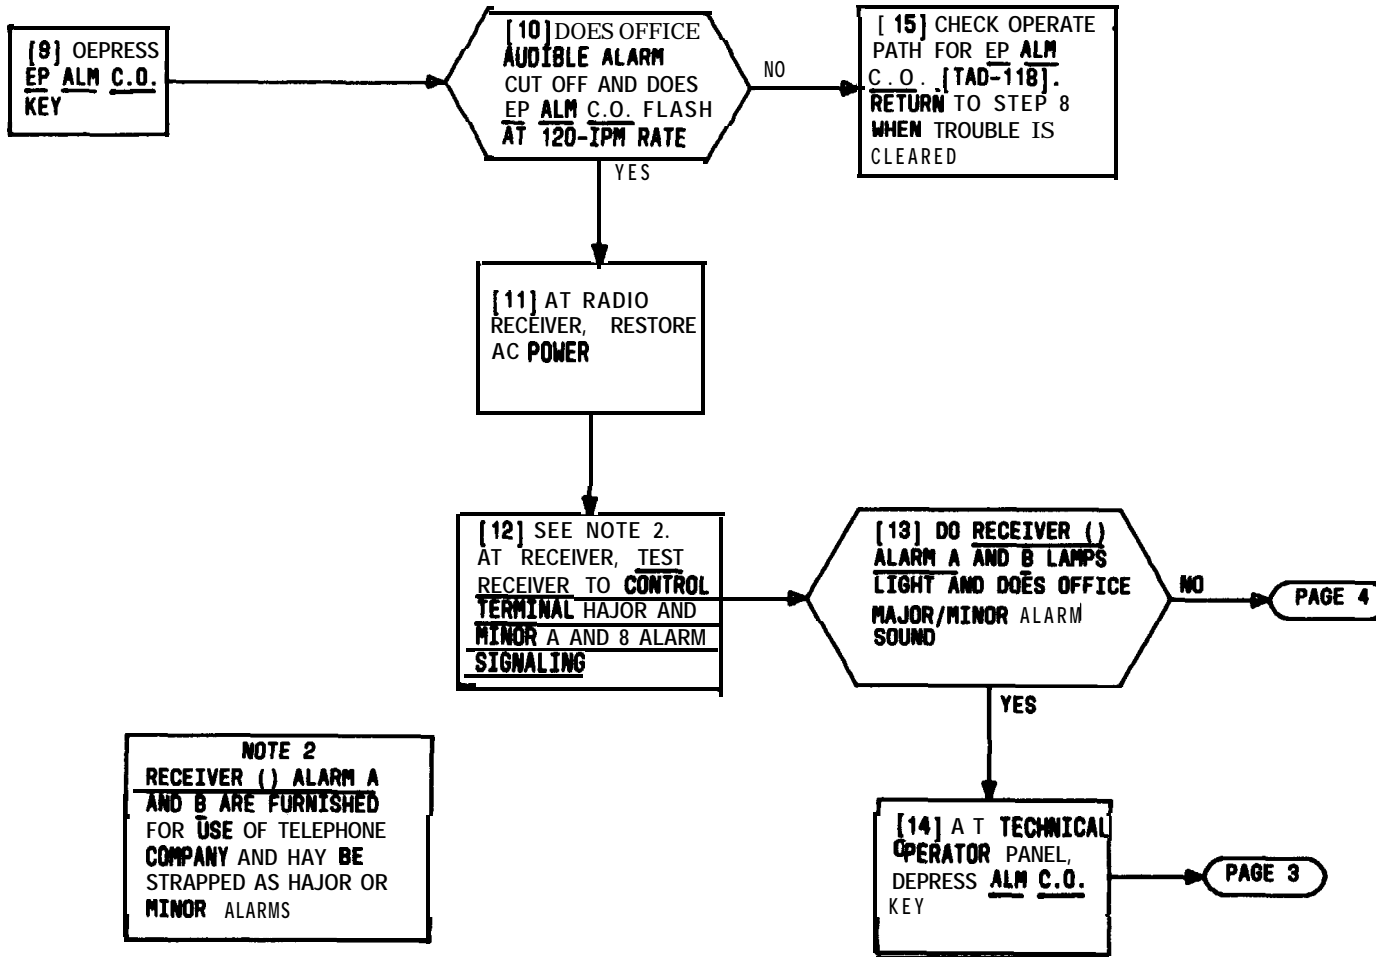 [9] OEPRESS
EP ALM C.O.
KEY
[10] DOES OFFICE
AUDIBLE ALARM
CUT OFF AND DOES
EP ALM C.O. FLASH
AT 120-IPM RATE
NO
YES
[ 15] CHECK OPERATE
PATH FOR EP ALM
C.O. .[TAD-118].
RETURN TO STEP 8
WHEN TROUBLE IS
CLEARED
[11] AT RADIO
RECEIVER, RESTORE
AC POWER
[12] SEE NOTE 2.
AT RECEIVER, TEST
RECEIVER TO CONTROL
TERMINAL HAJOR AND
MINOR A AND 8 ALARM
SIGNALING
[13] DO RECEIVER ()
ALARM A AND B LAMPS
LIGHT AND DOES OFFICE
MAJOR/MINOR ALARM
SOUND
NO
PAGE 4
YES
NOTE 2
RECEIVER () ALARM A
AND B ARE FURNISHED
FOR USE OF TELEPHONE
COMPANY AND HAY BE
STRAPPED AS HAJOR OR
MINOR ALARMS
[14] A T TECHNICAL
OPERATOR PANEL,
DEPRESS ALM C.O.
KEY
PAGE 3